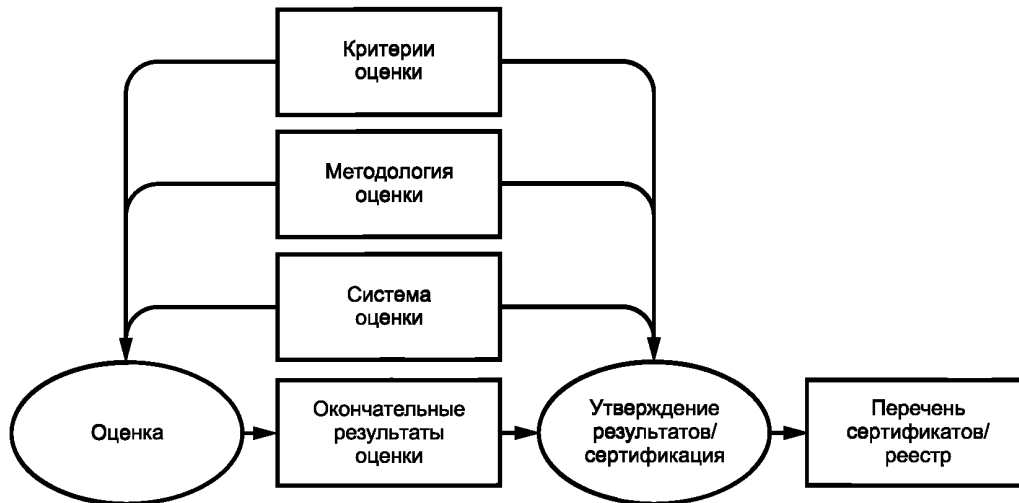 Критерии
оценки
Методология
оценки
Система
оценки
Оценка
Окончательные
результаты
оценки
Утверждение
результатов/
сертификация
Перечень
сертификатов/
реестр